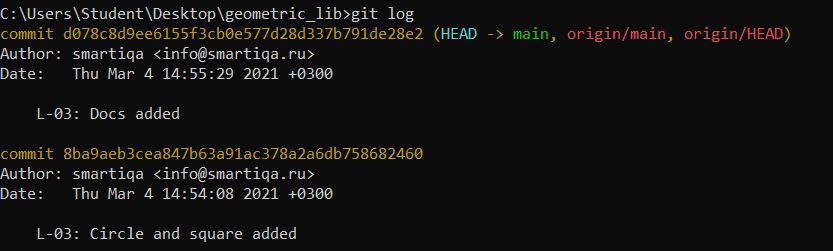 C:\Users\Student\Desktop\geometric_lib>git log
commit d078c8d9ee6155f3cb0e577d28d337b791de28e2 (HEAD -> main, origin/main, origin/HEAD)
Author: smartiqa <info@smartiqa.ru>
Date:   Thu Mar 4 14:55:29 2021 +0300
    L-03: Docs added
commit 8ba9aeb3cea847b63a91ac378a2a6db758682460
Author: smartiqa <info@smartiqa.ru>
Date:   Thu Mar 4 14:54:08 2021 +0300
    L-03: Circle and square added